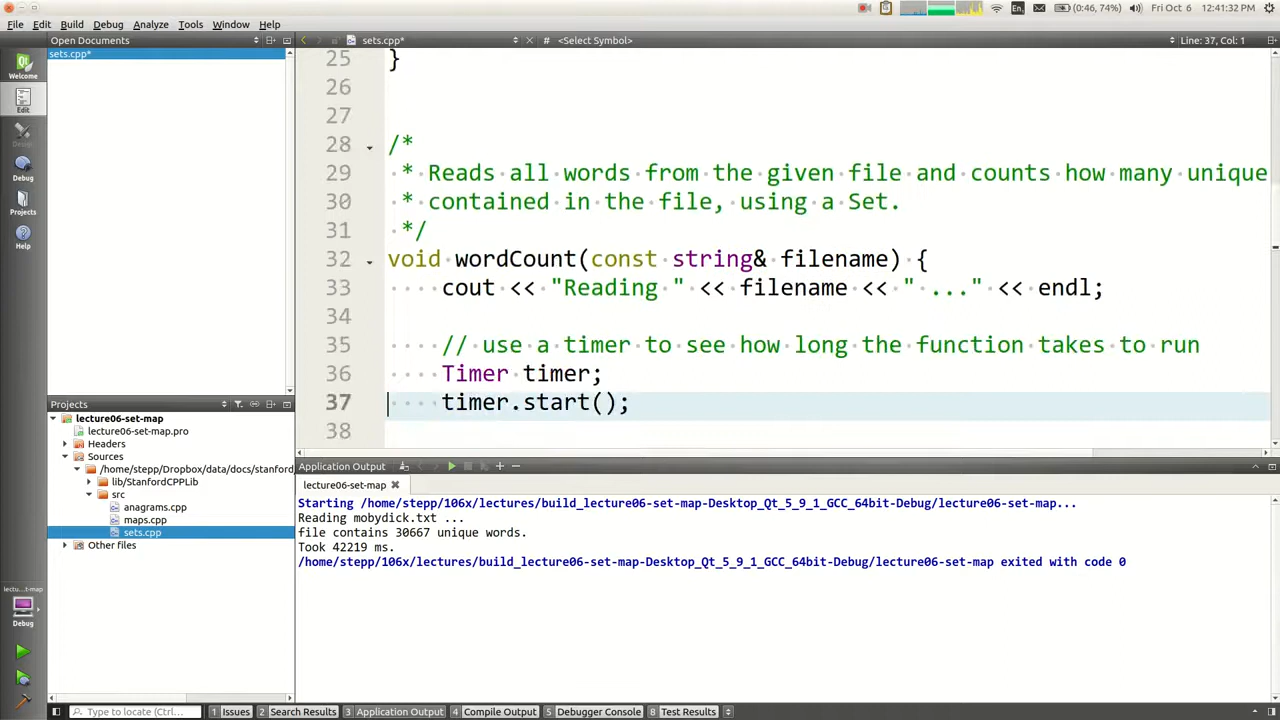 En 0:46, 74%) Fri Oct 6 12:41:32 PM
File Edit Build Debug Analyze Tools Window Help
Open Documents sets.cpp* # <Select Symbol> Line: 37, Col: 1
sets.cpp*
Qt
Welcome
Edit
Debug
Projects
Help
25 }
26
27
28 /*
29 * Reads all words from the given file and counts how many unique
30 * contained in the file, using a Set.
31 */
32 void wordCount(const string& filename) {
33 cout << "Reading " << filename << " ..." << endl;
34
35 // use a timer to see how long the function takes to run
36 Timer timer;
37 timer.start();
38
Projects
lecture06-set-map
lecture06-set-map.pro
Headers
Sources
/home/stepp/Dropbox/data/docs/stanford
lib/StanfordCPPLib
src
anagrams.cpp
maps.cpp
sets.cpp
Other files
Application Output
lecture06-set-map
Starting /home/stepp/106x/lectures/build_lecture06-set-map-Desktop_Qt_5_9_1_GCC_64bit-Debug/lecture06-set-map...
Reading mobydick.txt ...
file contains 30667 unique words.
Took 42219 ms.
/home/stepp/106x/lectures/build_lecture06-set-map-Desktop_Qt_5_9_1_GCC_64bit-Debug/lecture06-set-map exited with code 0
lectu...t-map
Debug
Type to locate (Ctrl... 1 Issues 2 Search Results 3 Application Output 4 Compile Output 5 Debugger Console 8 Test Results